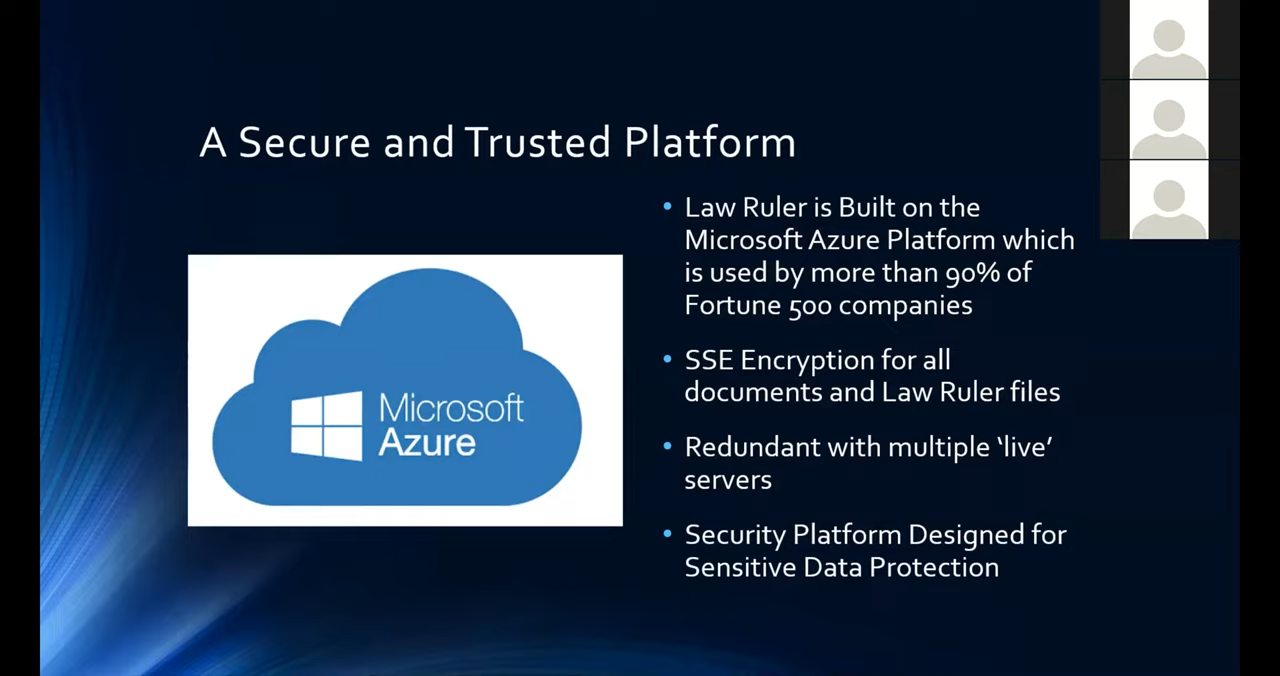 A Secure and Trusted Platform
Microsoft
Azure
• Law Ruler is Built on the
Microsoft Azure Platform which
is used by more than 90% of
Fortune 500 companies
• SSE Encryption for all
documents and Law Ruler files
• Redundant with multiple ‘live’
servers
• Security Platform Designed for
Sensitive Data Protection